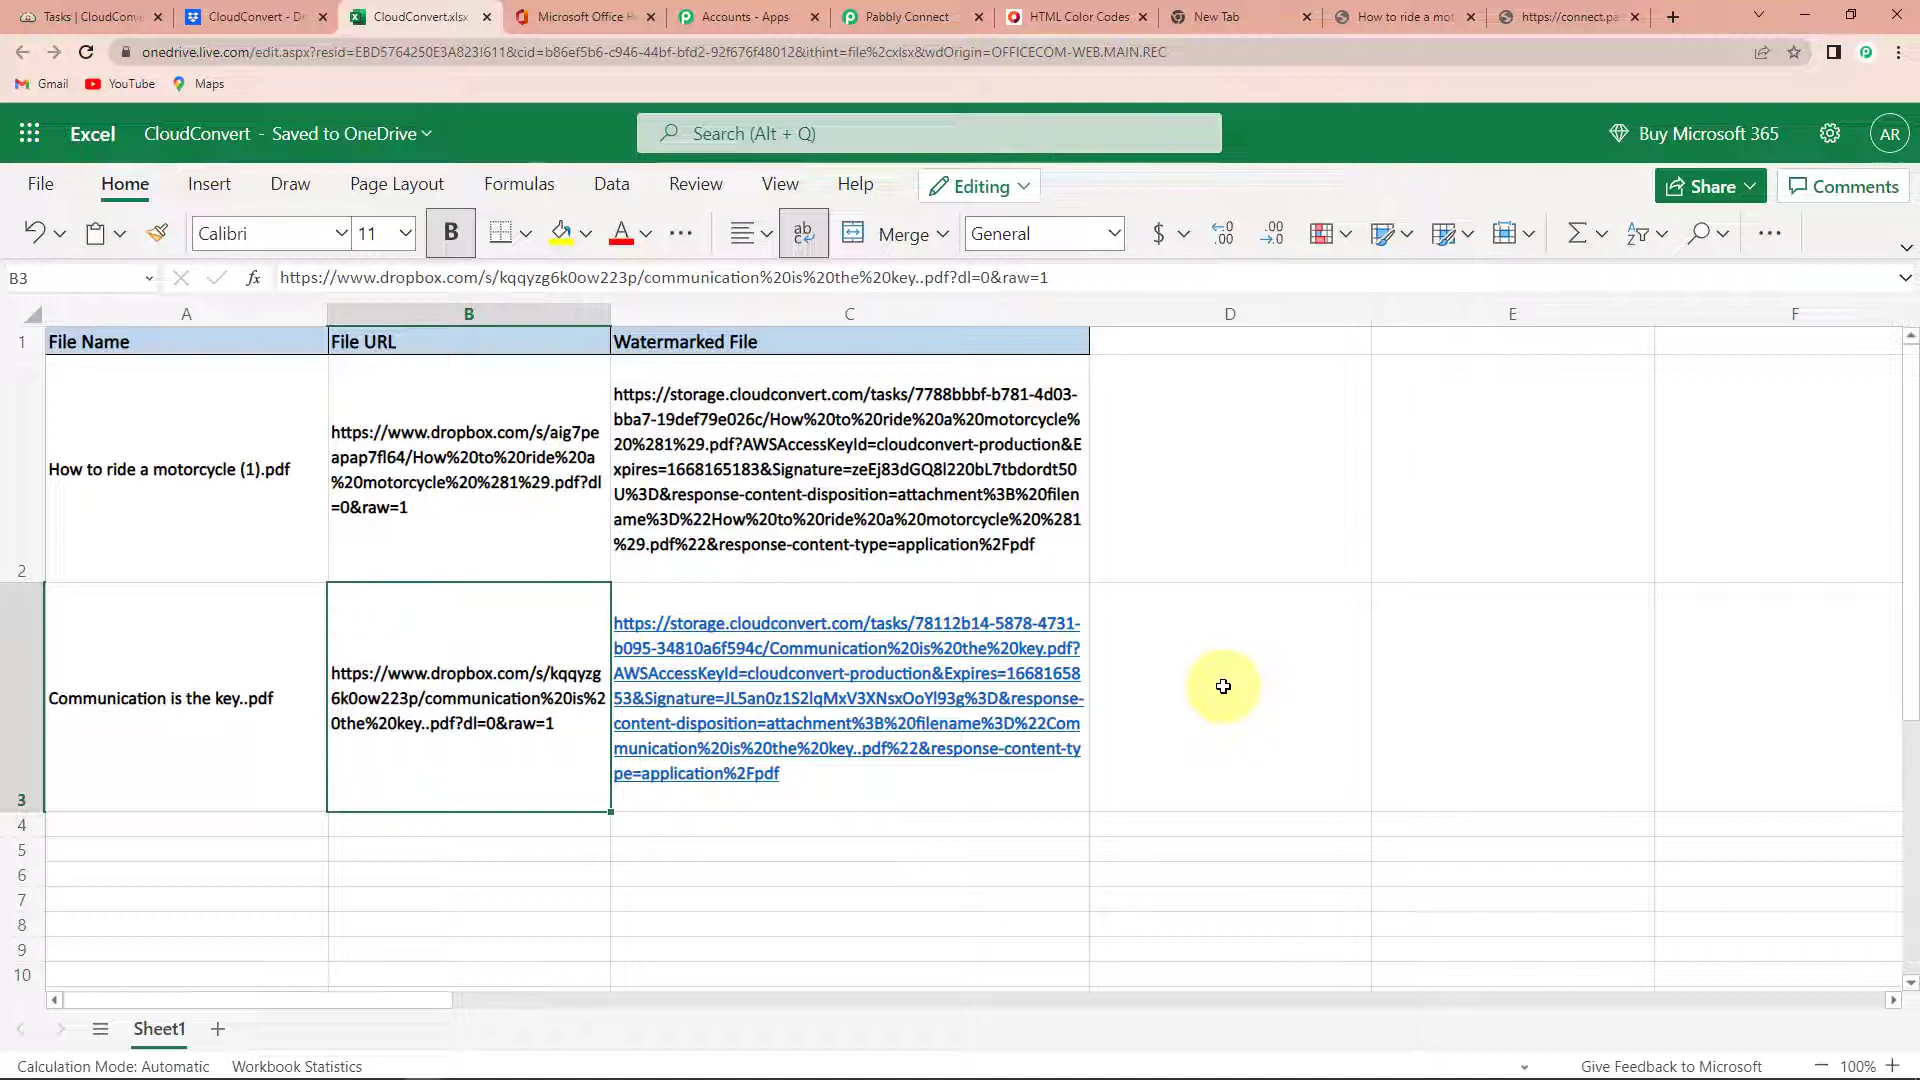 Tasks | CloudConve
CloudConvert - Dr
CloudConvert.xlsx
Microsoft Office H
Accounts - Apps
Pabbly Connect
HTML Color Codes
New Tab
How to ride a mot
https://connect.pa
onedrive.live.com/edit.aspx?resid=EBD5764250E3A823!611&cid=b86ef5b6-c946-44bf-bfd2-92f676f48012&ithint=file%2cxlsx&wdOrigin=OFFICECOM-WEB.MAIN.REC
Gmail
YouTube
Maps
Excel
CloudConvert - Saved to OneDrive
Search (Alt + Q)
Buy Microsoft 365
AR
File
Home
Insert
Draw
Page Layout
Formulas
Data
Review
View
Help
Editing
Share
Comments
Calibri
11
B
A
ab
Merge
General
$
.00
.00
B3
fx
https://www.dropbox.com/s/kqqyzg6k0ow223p/communication%20is%20the%20key..pdf?dl=0&raw=1
A
B
C
D
E
F
1
File Name
File URL
Watermarked File
How to ride a motorcycle (1).pdf
https://www.dropbox.com/s/aig7pe
apap7fl64/How%20to%20ride%20a
%20motorcycle%20%281%29.pdf?dl
=0&raw=1
https://storage.cloudconvert.com/tasks/7788bbbf-b781-4d03-
bba7-19def79e026c/How%20to%20ride%20a%20motorcycle%
20%281%29.pdf?AWSAccessKeyId=cloudconvert-production&E
xpires=1668165183&Signature=zeEj83dGQ8l220bL7tbdordt50
U%3D&response-content-disposition=attachment%3B%20filen
ame%3D%22How%20to%20ride%20a%20motorcycle%20%281
%29.pdf%22&response-content-type=application%2Fpdf
2
Communication is the key..pdf
https://www.dropbox.com/s/kqqyzg
6k0ow223p/communication%20is%2
0the%20key..pdf?dl=0&raw=1
https://storage.cloudconvert.com/tasks/78112b14-5878-4731-
b095-34810a6f594c/Communication%20is%20the%20key.pdf?
AWSAccessKeyId=cloudconvert-production&Expires=16681658
53&Signature=JL5an0z1S2lqMxV3XNsxOoYl93g%3D&response-
content-disposition=attachment%3B%20filename%3D%22Com
munication%20is%20the%20key..pdf%22&response-content-ty
pe=application%2Fpdf
3
4
5
6
7
8
9
10
Sheet1
Calculation Mode: Automatic
Workbook Statistics
Give Feedback to Microsoft
100%